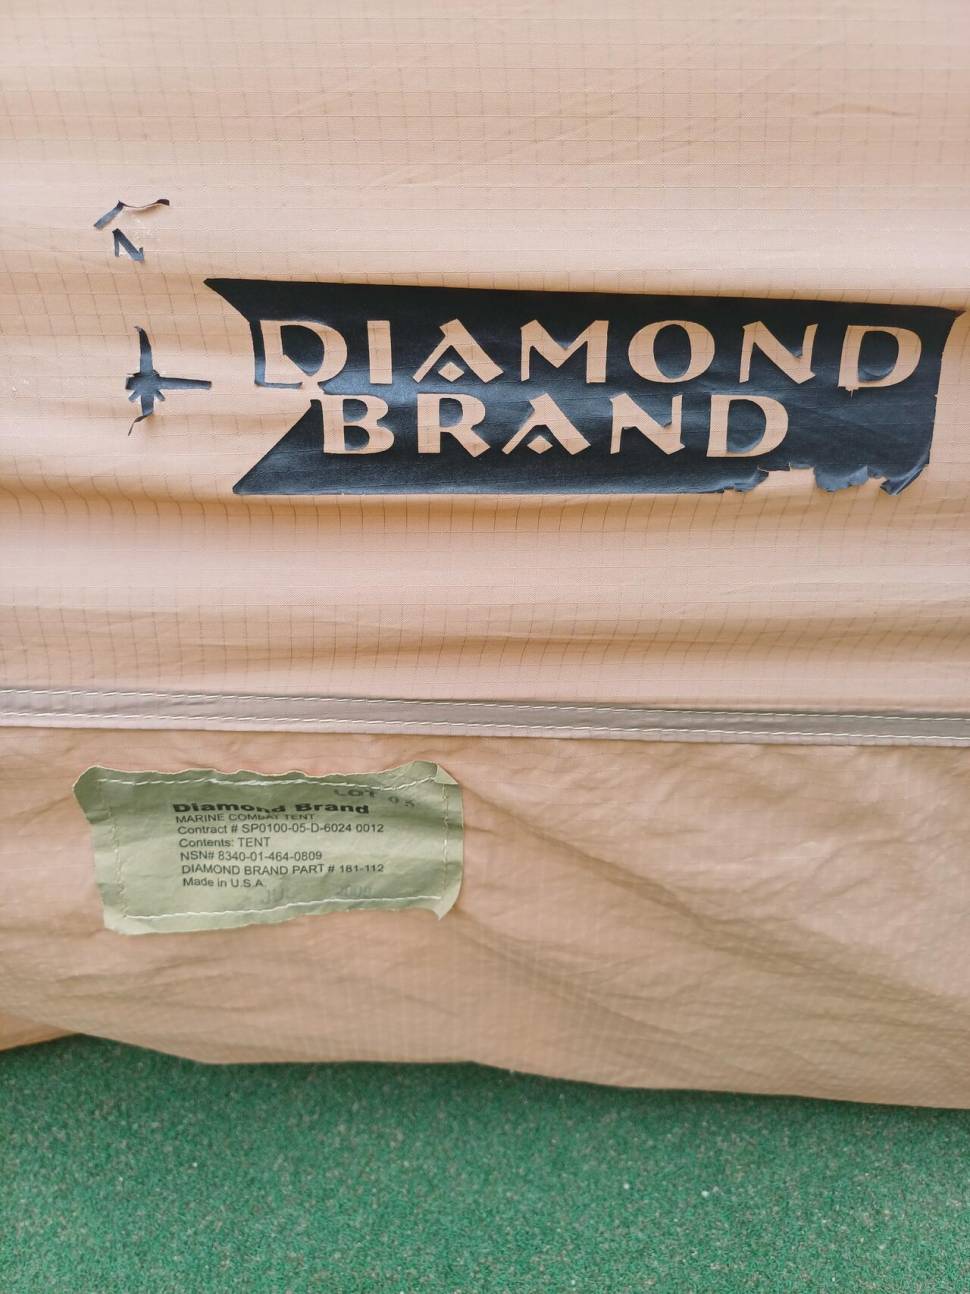 DIAMOND
BRAND
LOT
Diamond Brand
MARINE COMBAT TENT
Contract # SP0100-05-D-6024 0012
Contents: TENT
NSN# 8340-01-464-0809
DIAMOND BRAND PART # 181-112
Made in U.S.A.